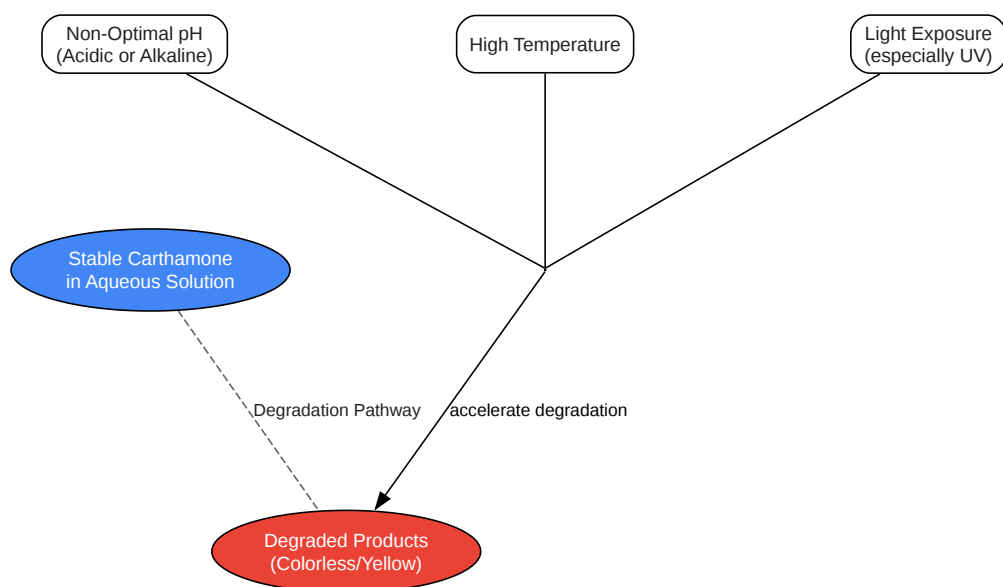 Non-Optimal pH
(Acidic or Alkaline)
High Temperature
Light Exposure
(especially UV)
Stable Carthamone
in Aqueous Solution
Degradation Pathway
accelerate degradation
Degraded Products
(Colorless/Yellow)